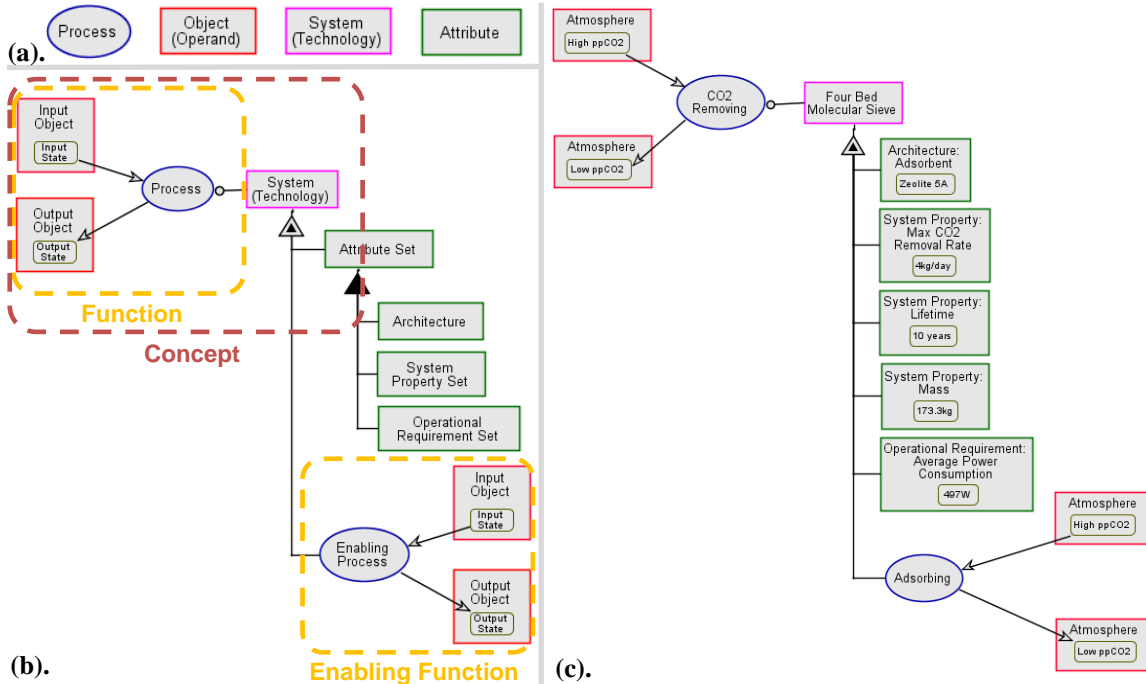 Process
Object
(Operand)
System
(Technology)
Attribute
(a).
Input
Object
Input
State
Process
System
(Technology)
Output
Object
Output
State
Attribute Set
Function
Architecture
Concept
System
Property Set
Operational
Requirement Set
Input
Object
Input
State
Enabling
Process
Output
Object
Output
State
(b).
Enabling Function
Atmosphere
High ppCO2
CO2
Removing
Four Bed
Molecular Sieve
Atmosphere
Low ppCO2
Architecture:
Adsorbent
Zeolite 5A
System Property:
Max CO2
Removal Rate
4kg/day
System Property:
Lifetime
10 years
System Property:
Mass
173.3kg
Operational Requirement:
Average Power
Consumption
497W
Atmosphere
High ppCO2
Adsorbing
Atmosphere
Low ppCO2
(c).